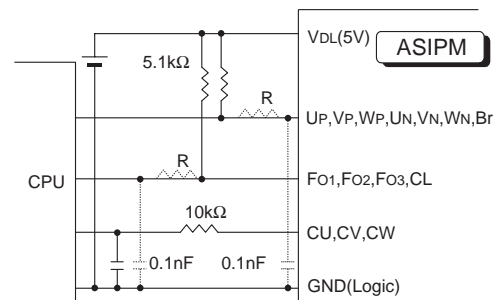 VDL(5V)
ASIPM
5.1kΩ
R
UP,VP,WP,UN,VN,WN,Br
R
CPU
FO1,FO2,FO3,CL
10kΩ
CU,CV,CW
0.1nF
0.1nF
GND(Logic)